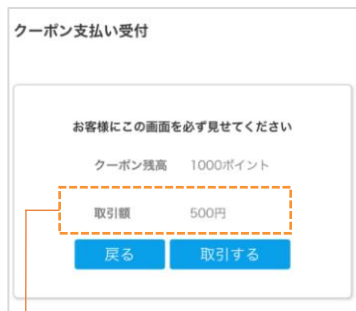 クーポン支払い受付
お客様にこの画面を必ず見せてください
クーポン残高 1000ポイント
取引額 500円
戻る 取引する